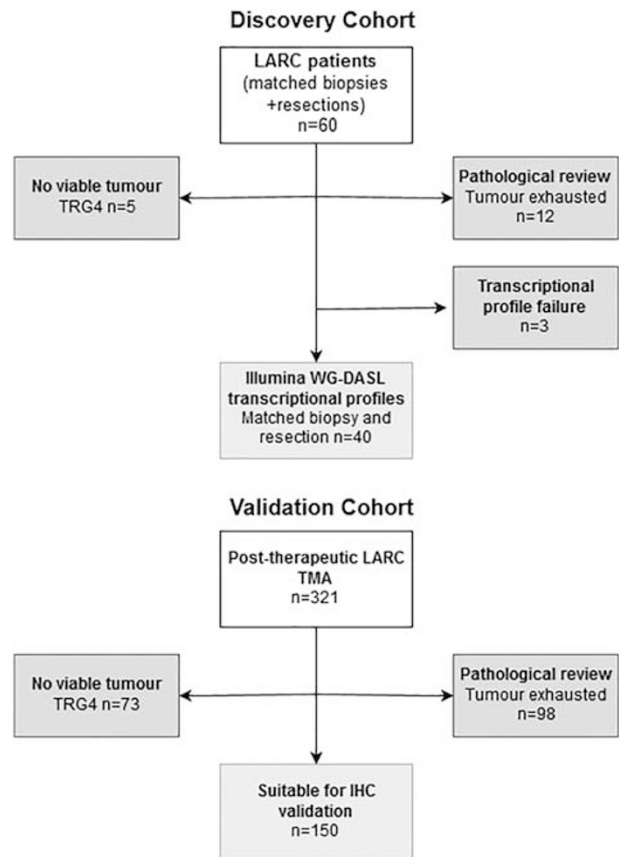 Discovery Cohort
LARC patients
(matched biopsies
+resections)
n=60
No viable tumour
TRG4 n=5
Pathological review
Tumour exhausted
n=12
Transcriptional
profile failure
n=3
Illumina WG-DASL
transcriptional profiles
Matched biopsy and
resection n=40
Validation Cohort
Post-therapeutic LARC
TMA
n=321
No viable tumour
TRG4 n=73
Pathological review
Tumour exhausted
n=98
Suitable for IHC
validation
n=150